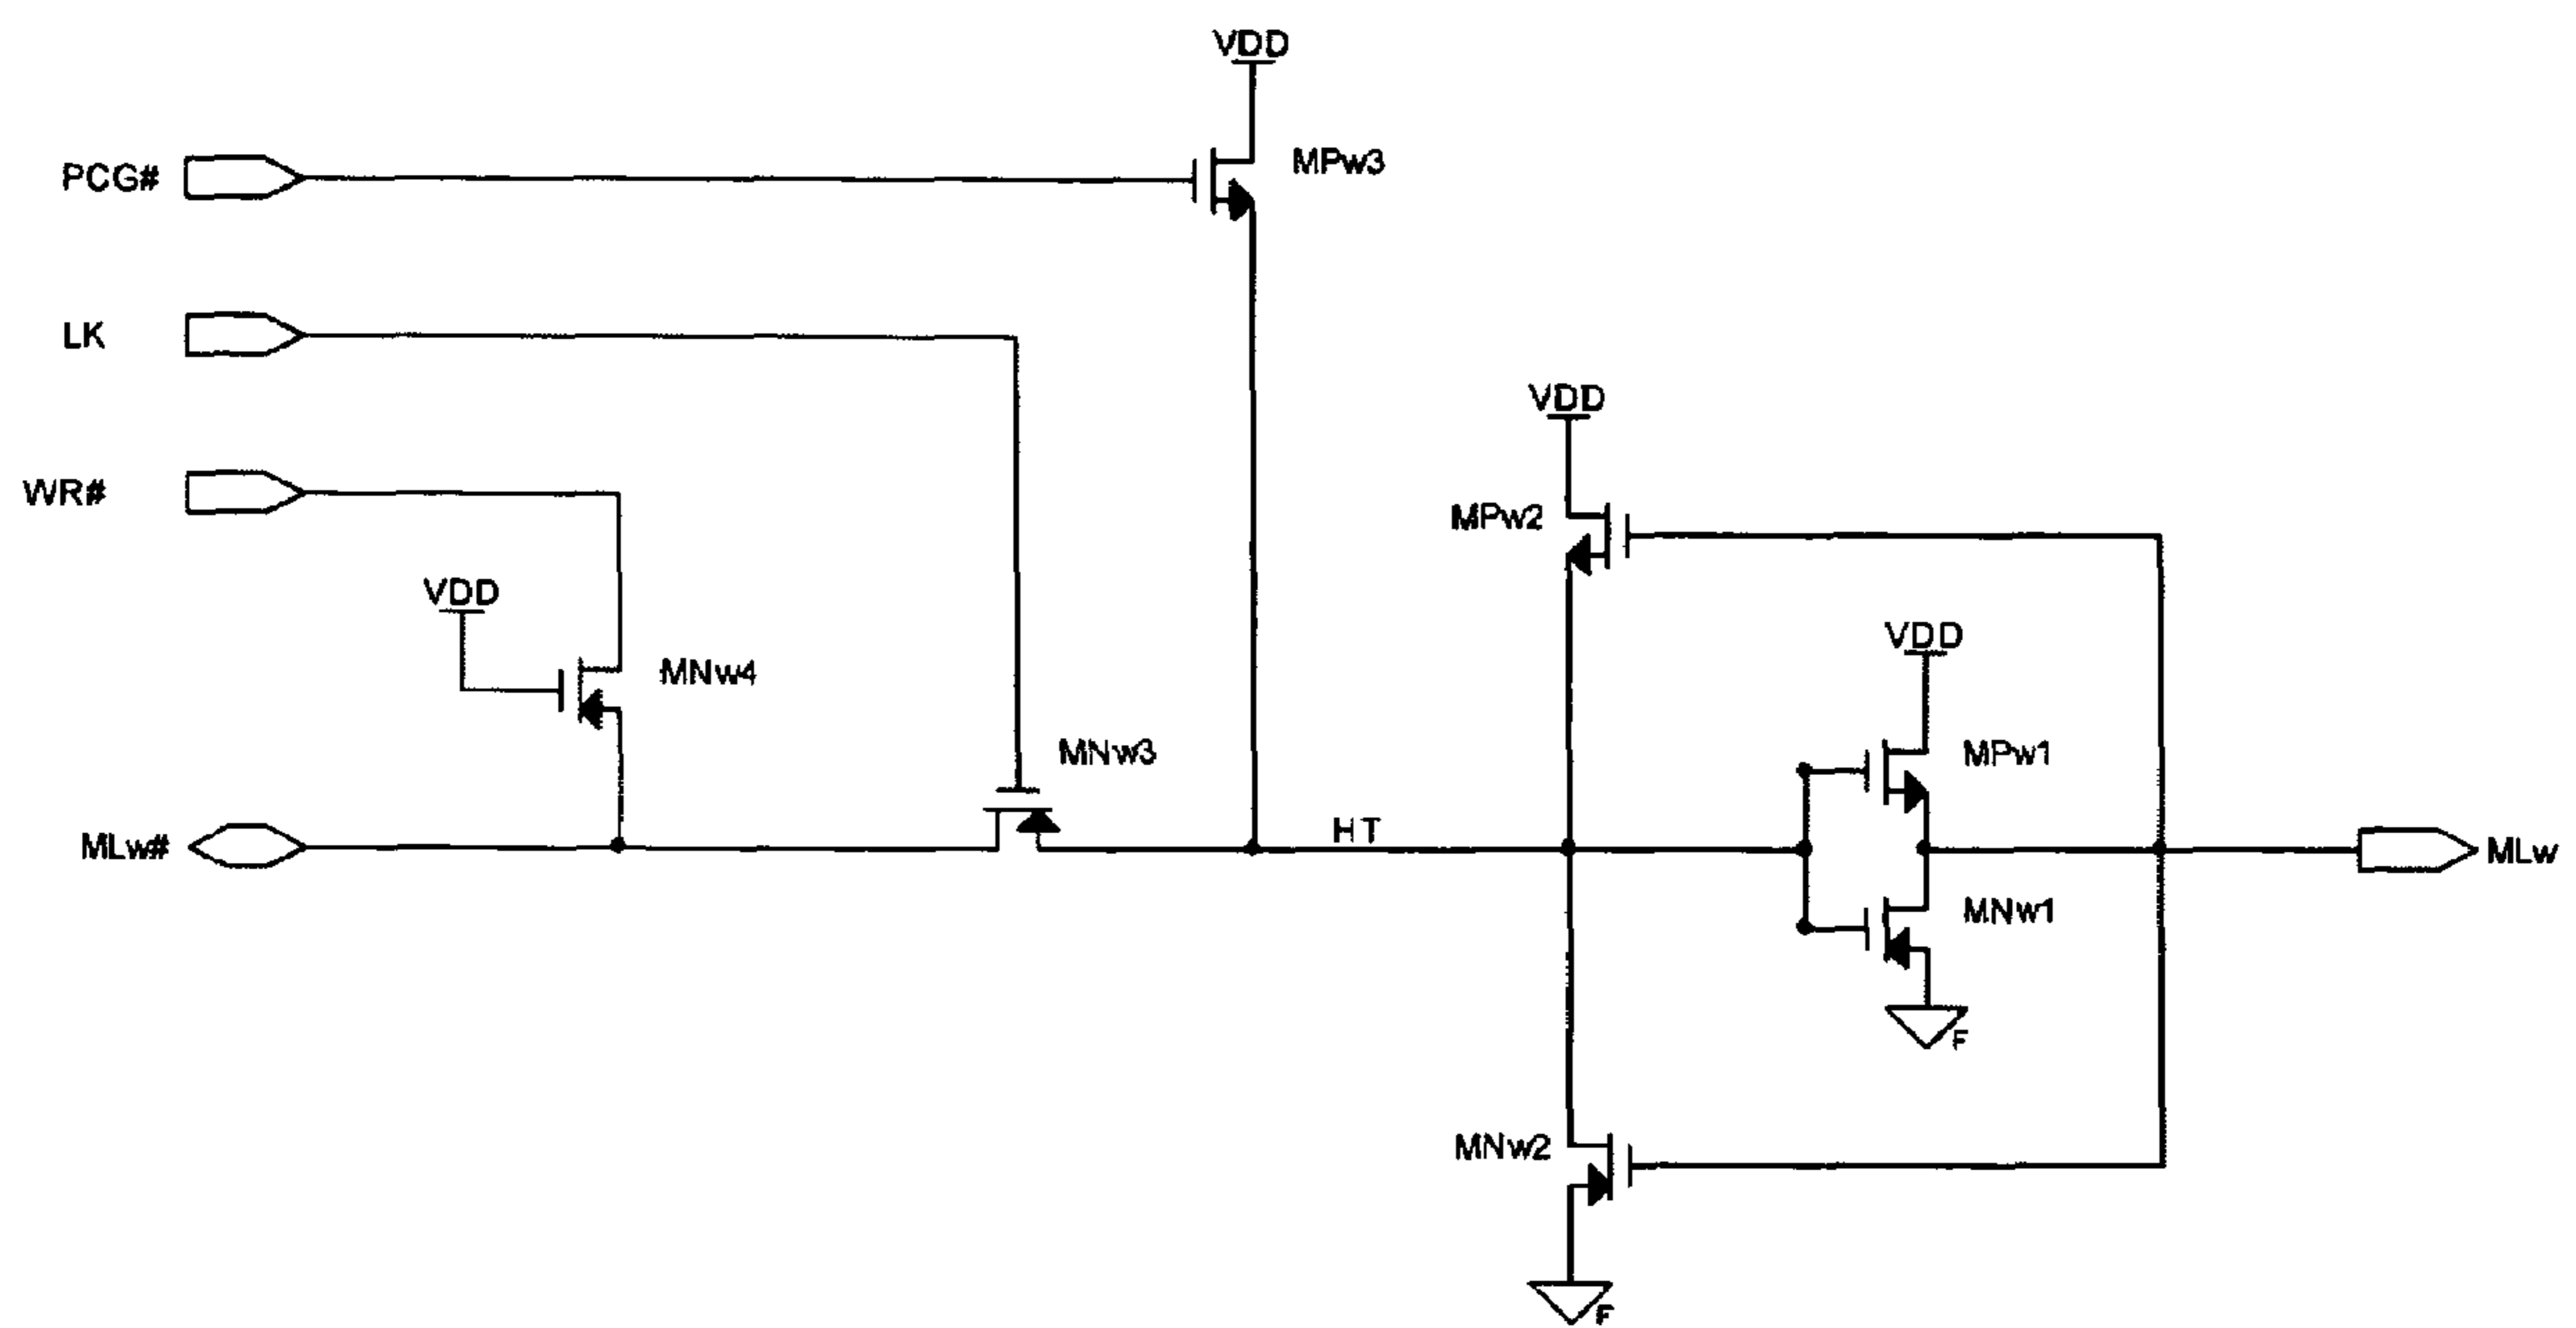 VDD
PCG#
MPw3
LK
VDD
WR#
MPw2
VDD
MNw4
VDD
MNw3
MPw1
MLw#
HT
MLw
MNw1
F
MNw2
F